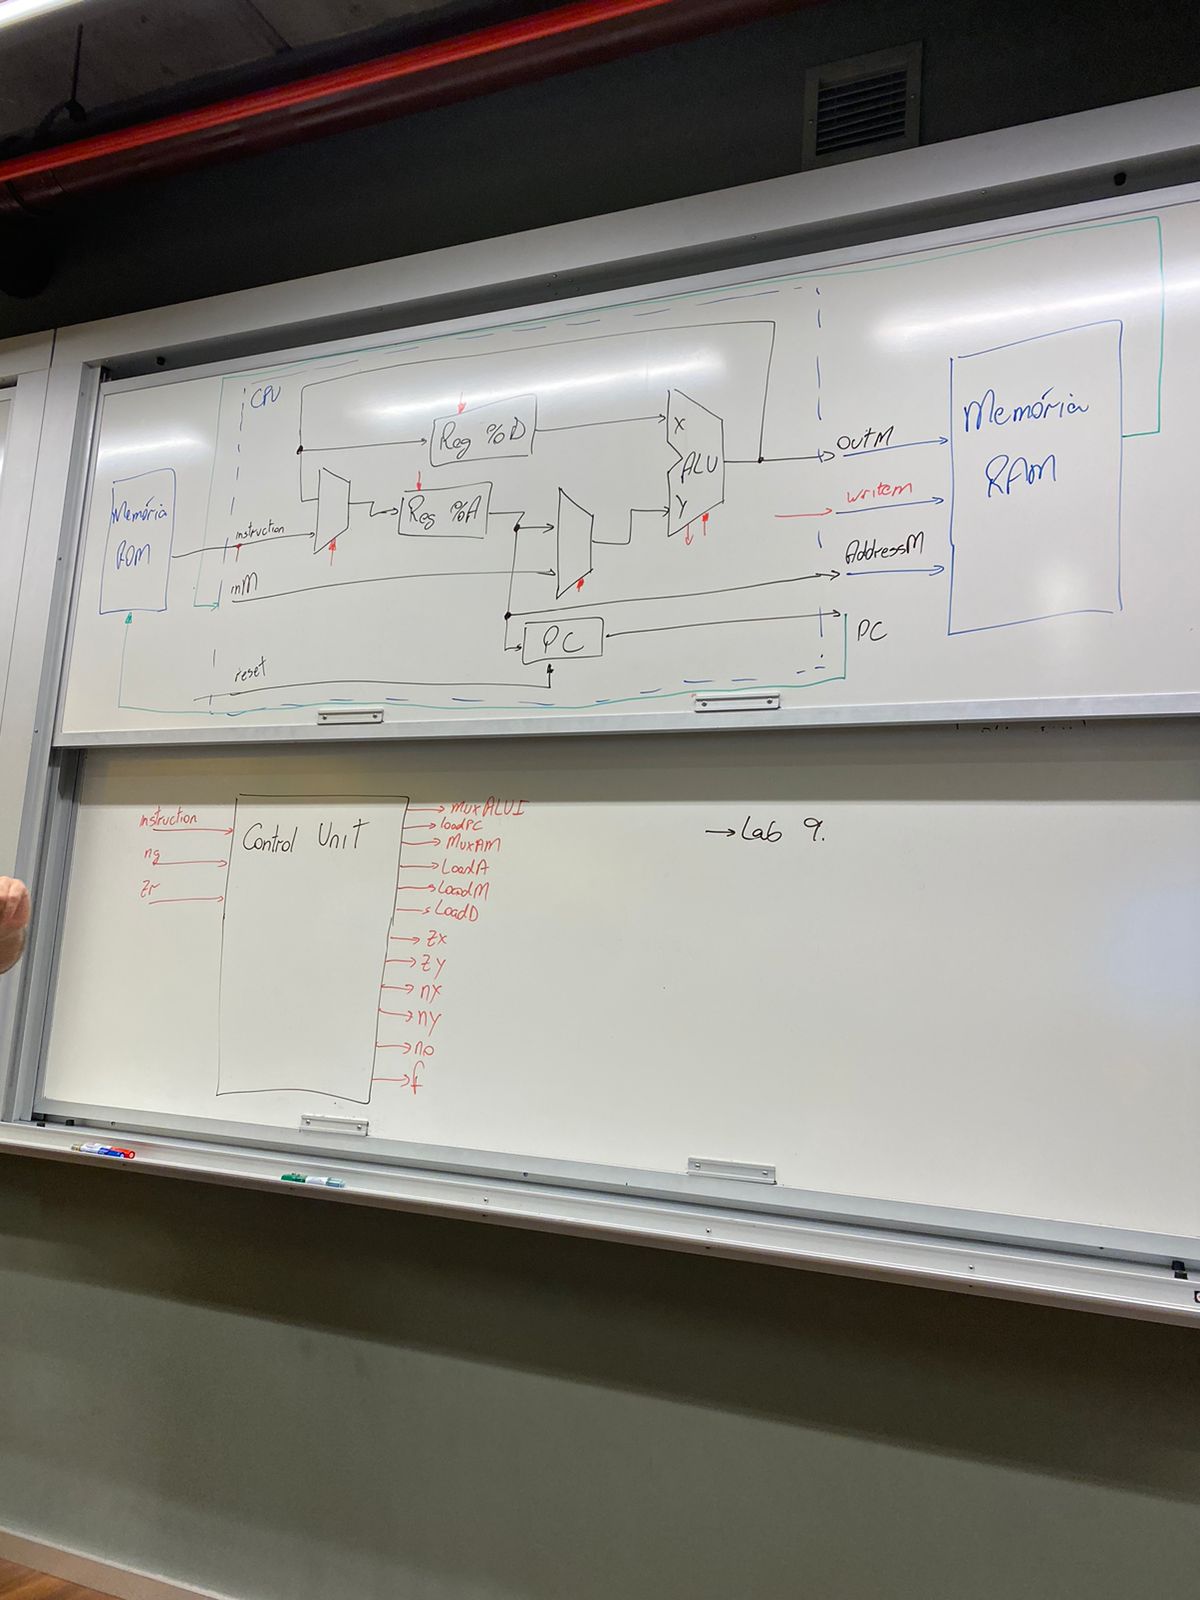 CPU
Reg %D
X
ALU
Y
OutM
Memória
RAM
Memória
ROM
instruction
Reg %A
writeM
inM
AddressM
PC
PC
reset
instruction
ng
zr
Control Unit
muxALUI
loadPC
MuxAM
LoadA
LoadM
LoadD
zx
zy
nx
ny
no
f
→Lab 9.